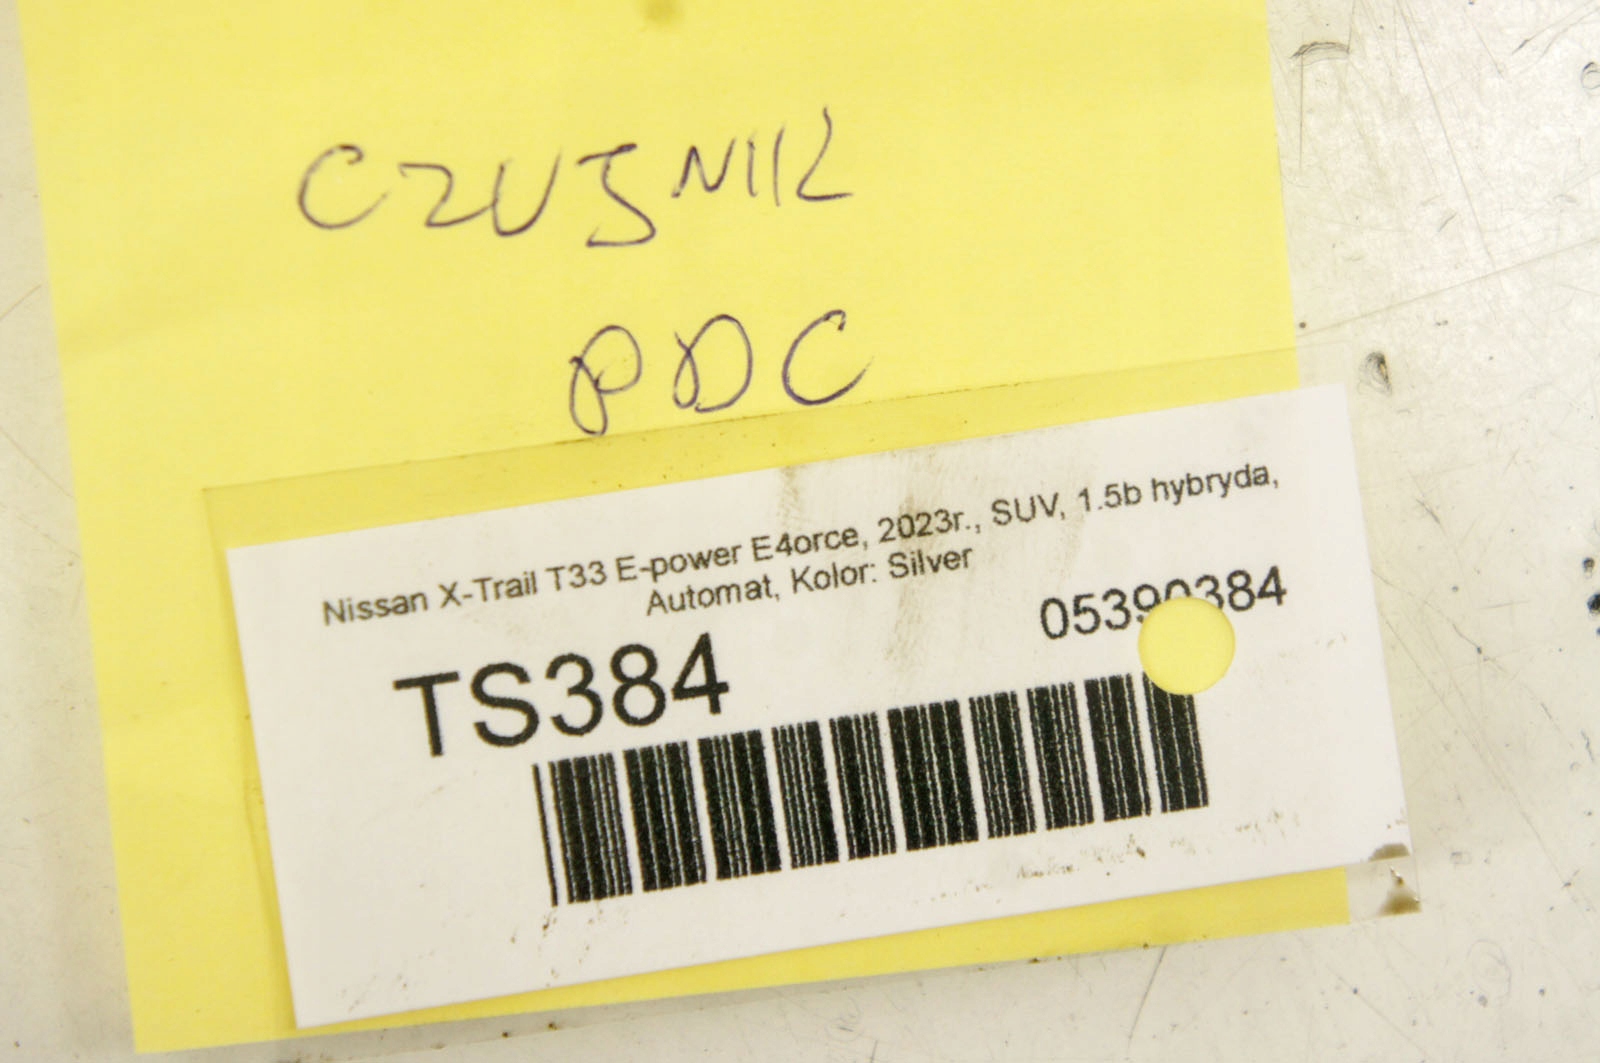 CZUJNIK
PDC
Nissan X-Trail T33 E-power E4orce, 2023r., SUV, 1.5b hybryda,
Automat, Kolor: Silver
05390384
TS384